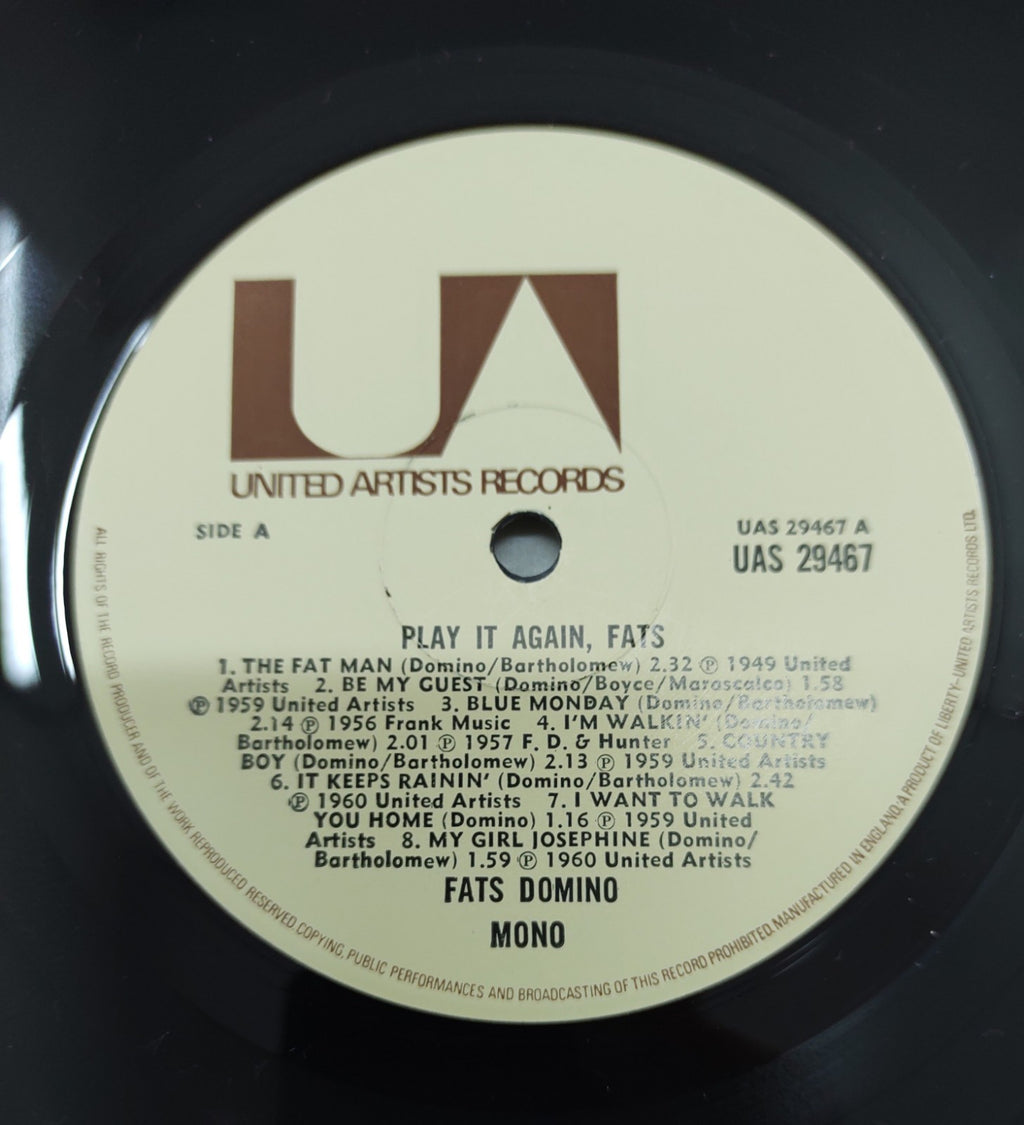 UA
UNITED ARTISTS RECORDS
SIDE A
UAS 29467 A
UAS 29467
PLAY IT AGAIN, FATS
1. THE FAT MAN (Domino/Bartholomew) 2.32 ℗ 1949 United
Artists 2. BE MY GUEST (Domino/Boyce/Marascalco) 1.58
℗ 1959 United Artists 3. BLUE MONDAY (Domino/Bartholomew)
2.14 ℗ 1956 Frank Music 4. I'M WALKIN' (Domino/
Bartholomew) 2.01 ℗ 1957 F. D. & Hunter 5. COUNTRY
BOY (Domino/Bartholomew) 2.13 ℗ 1959 United Artists
6. IT KEEPS RAININ' (Domino/Bartholomew) 2.42
℗ 1960 United Artists 7. I WANT TO WALK
YOU HOME (Domino) 1.16 ℗ 1959 United
Artists 8. MY GIRL JOSEPHINE (Domino/
Bartholomew) 1.59 ℗ 1960 United Artists
FATS DOMINO
MONO
ALL RIGHTS OF THE RECORD PRODUCER AND OF THE WORK REPRODUCED RESERVED. COPYING, PUBLIC PERFORMANCES AND BROADCASTING OF THIS RECORD PROHIBITED. MANUFACTURED IN ENGLAND. A PRODUCT OF LIBERTY-UNITED ARTISTS RECORDS LTD.